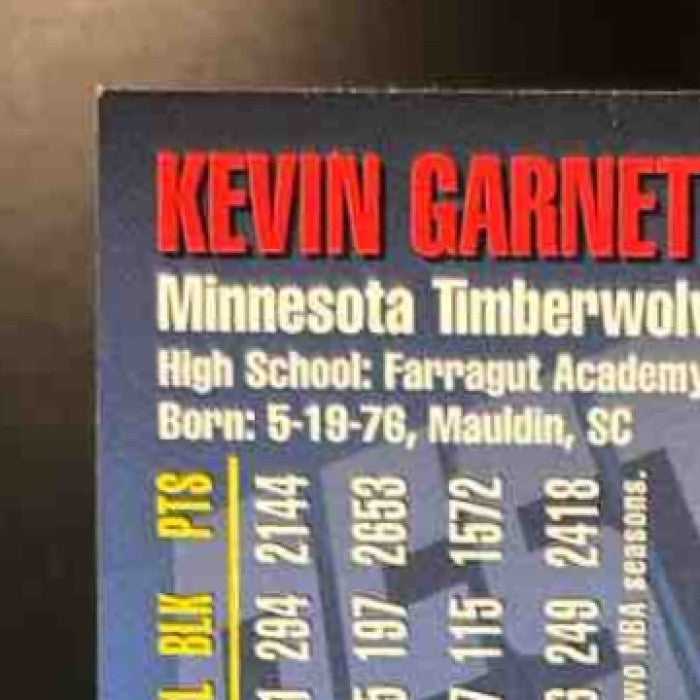 KEVIN GARNET
Minnesota Timberwol
High School: Farragut Academy
Born: 5-19-76, Mauldin, SC
BLK PTS
294 2144
197 2653
115 1572
249 2418
NBA seasons.